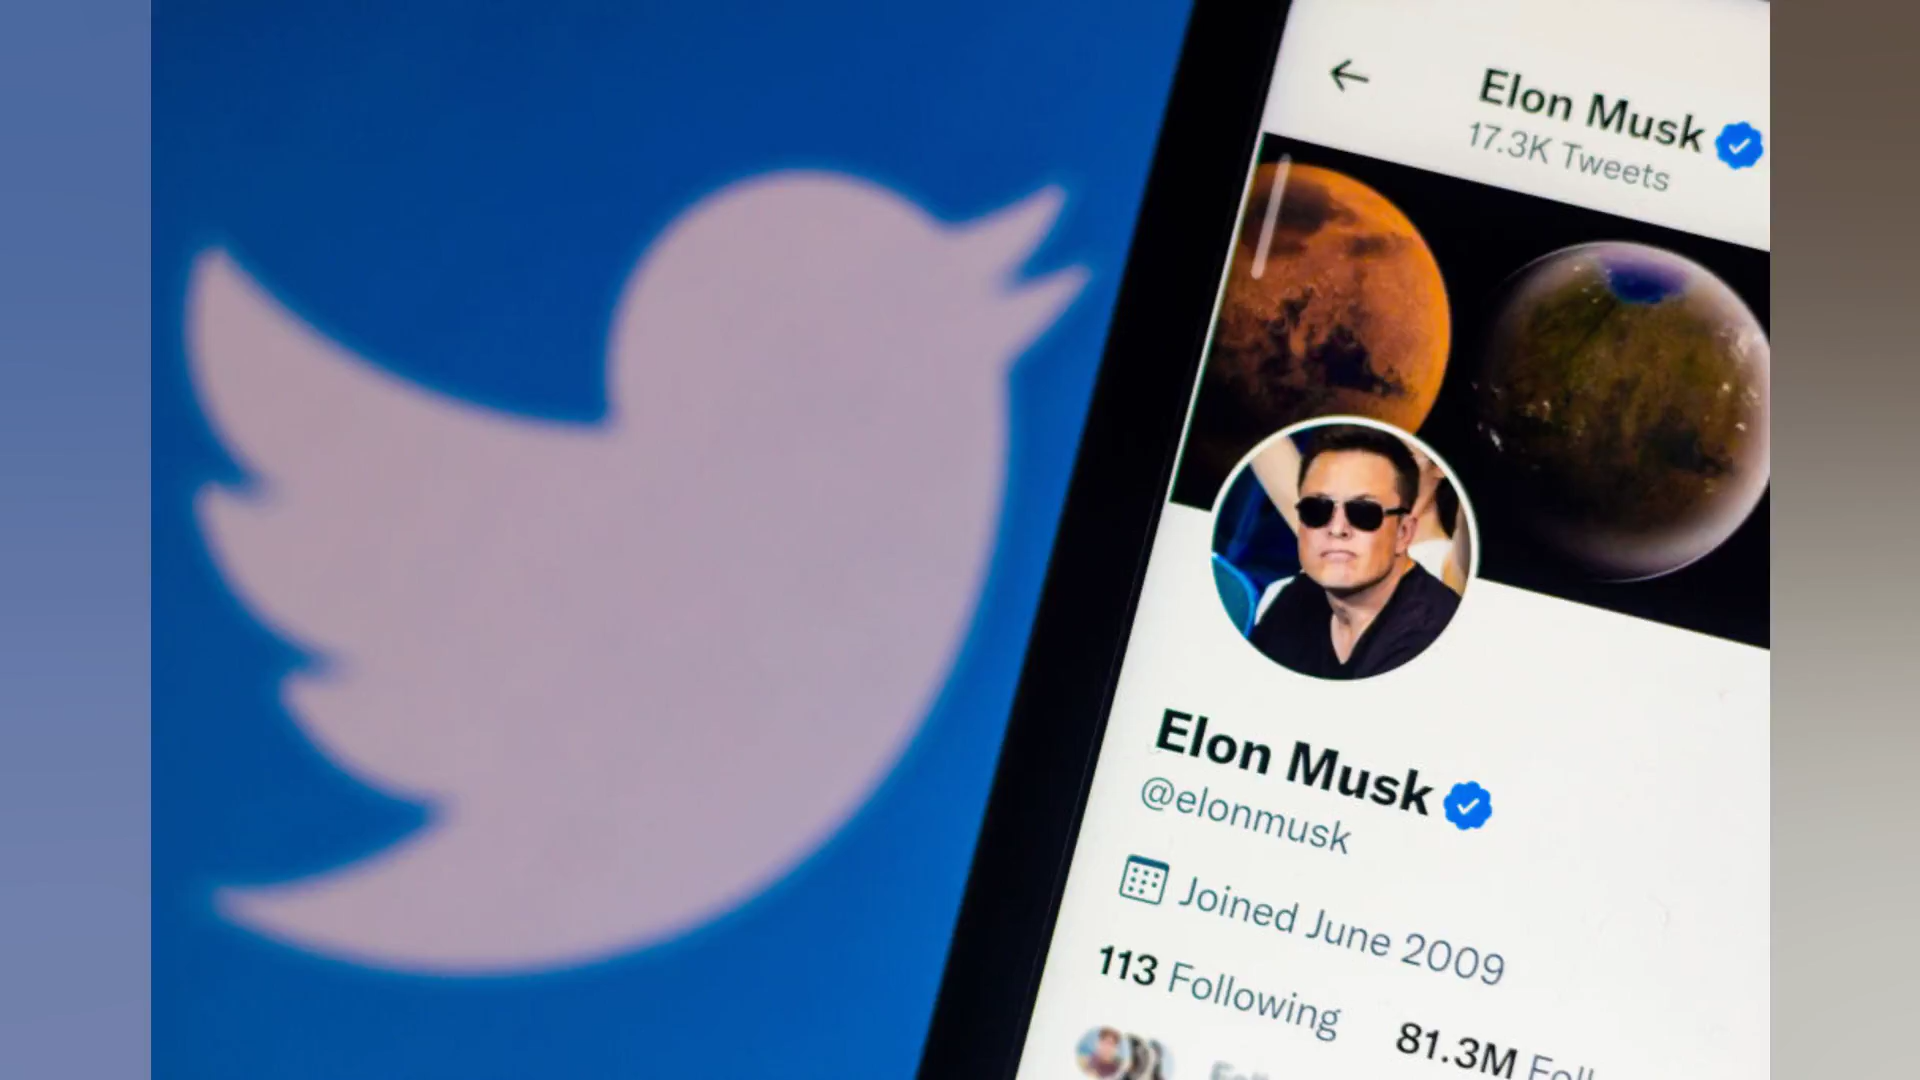 Elon Musk
17.3K Tweets
Elon Musk
@elonmusk
Joined June 2009
113 Following 81.3M